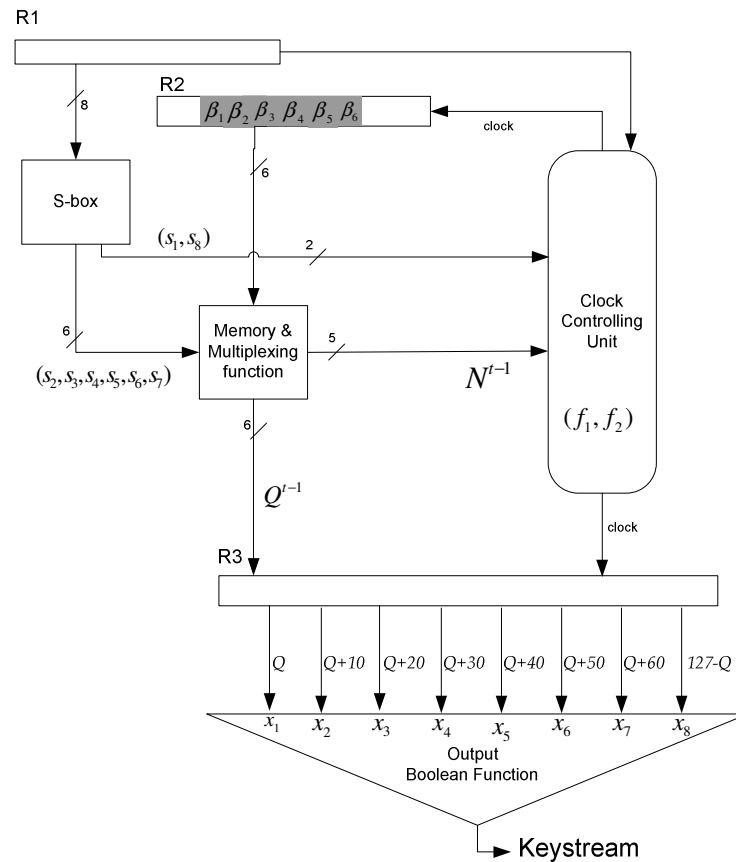 R1
R2
β₁ β₂ β₃ β₄ β₅ β₆
8
clock
6
S-box
(s₁,s₈)
2
Clock
Controlling
Unit
6
Memory &
Multiplexing
function
5
(s₂,s₃,s₄,s₅,s₆,s₇)
Nᵗ⁻¹
(f₁,f₂)
6
Qᵗ⁻¹
clock
R3
Q Q+10 Q+20 Q+30 Q+40 Q+50 Q+60 127-Q
x₁ x₂ x₃ x₄ x₅ x₆ x₇ x₈
Output
Boolean Function
Keystream